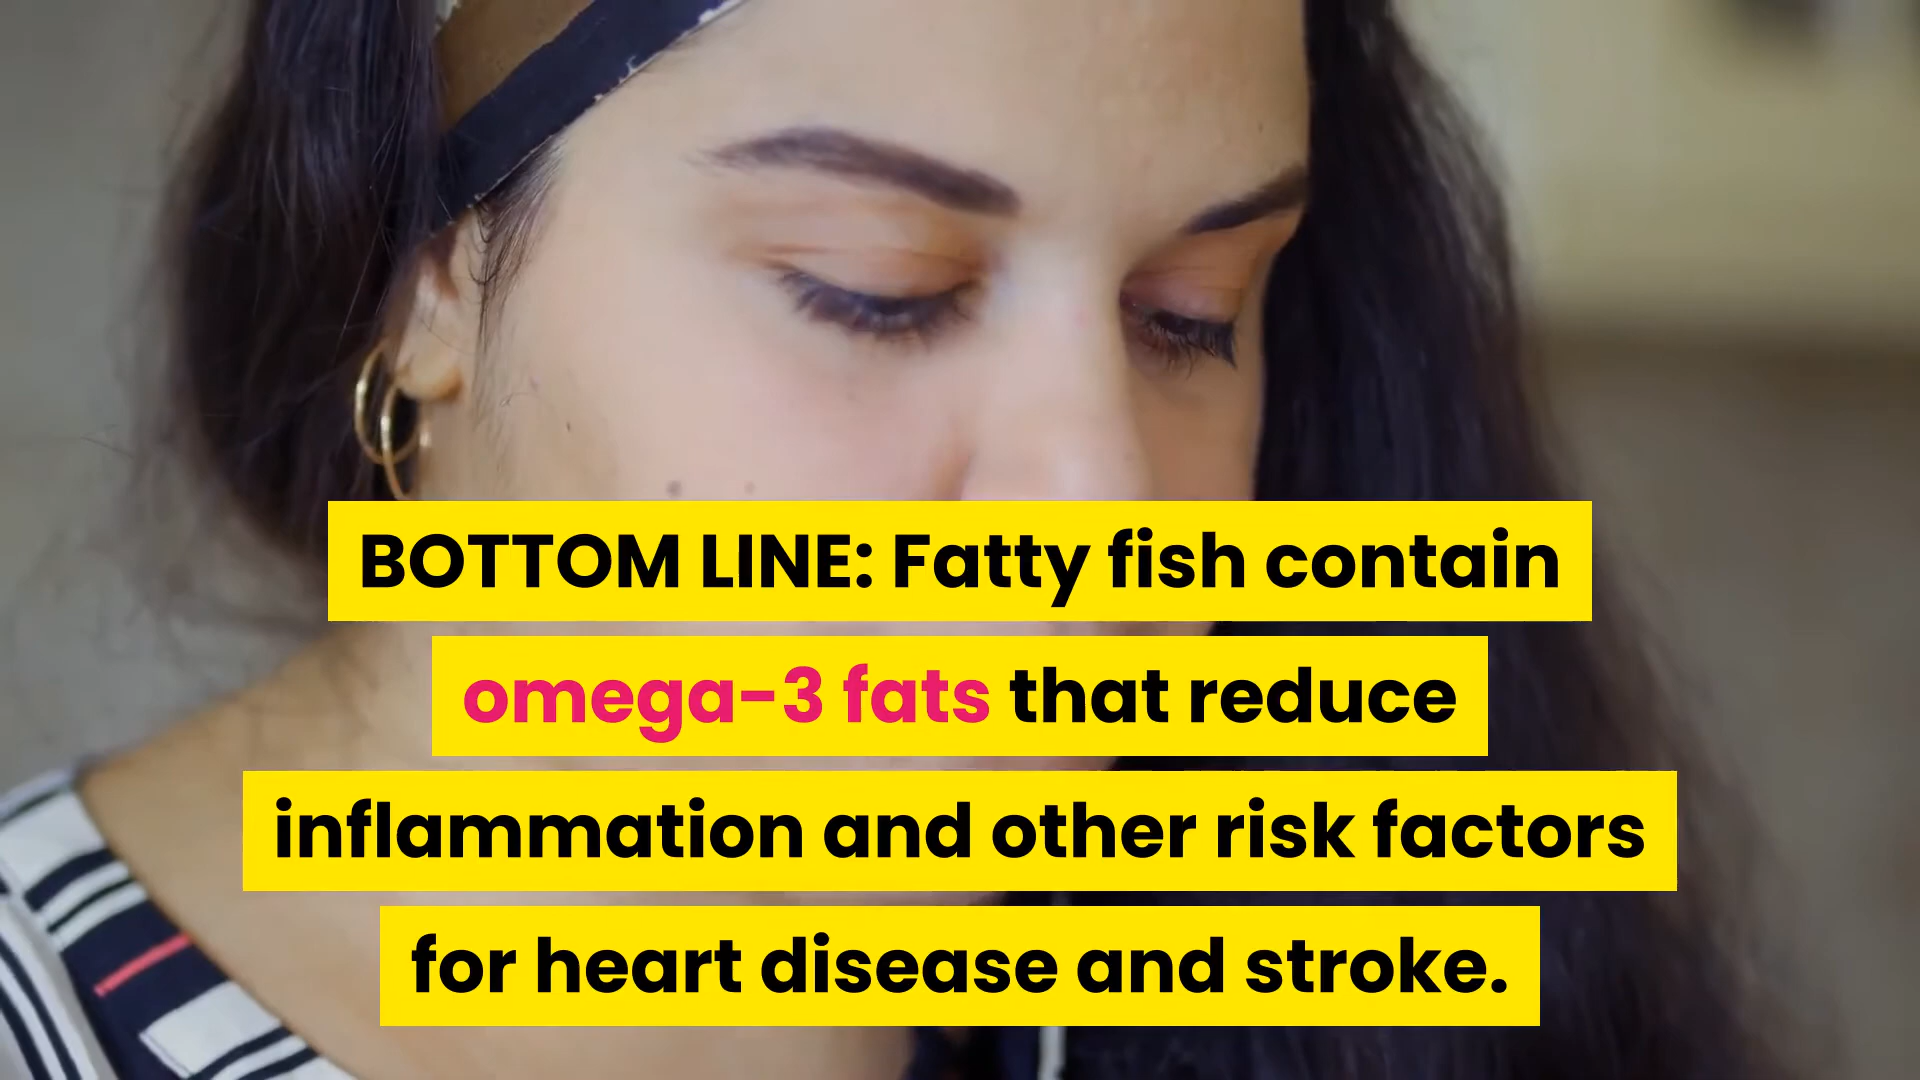 BOTTOM LINE: Fatty fish contain
omega-3 fats that reduce
inflammation and other risk factors
for heart disease and stroke.